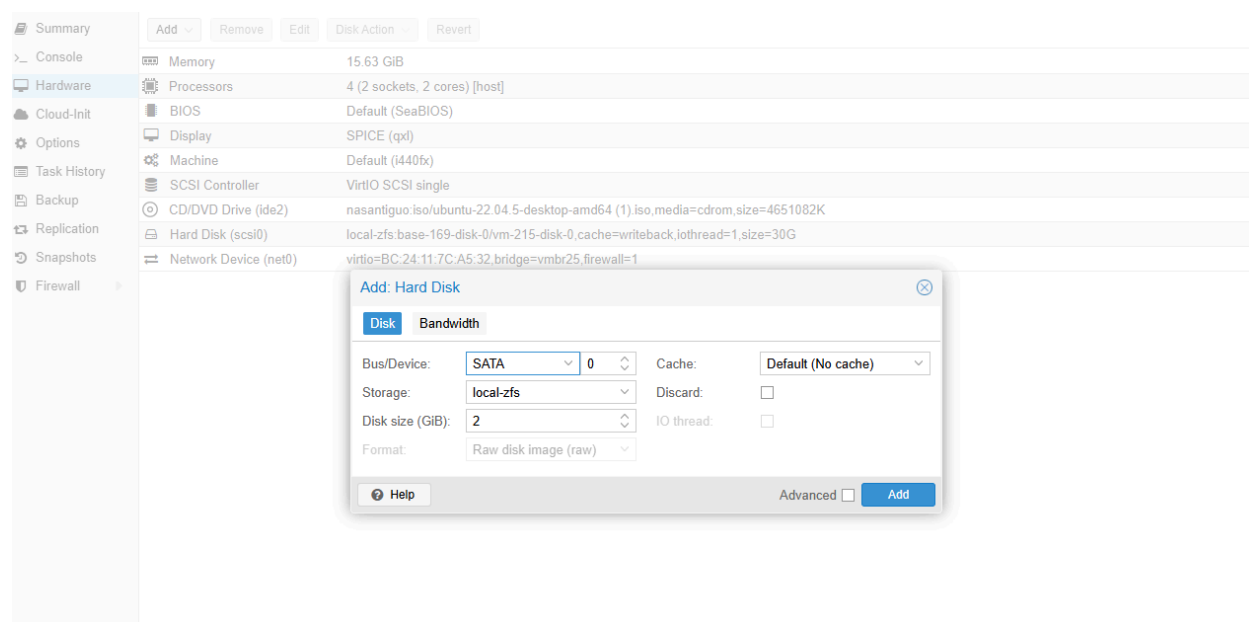 Summary
Console
Hardware
Cloud-Init
Options
Task History
Backup
Replication
Snapshots
Firewall
Add Remove Edit Disk Action Revert
Memory 15.63 GiB
Processors 4 (2 sockets, 2 cores) [host]
BIOS Default (SeaBIOS)
Display SPICE (qxl)
Machine Default (i440fx)
SCSI Controller VirtIO SCSI single
CD/DVD Drive (ide2) nasantiguo:iso/ubuntu-22.04.5-desktop-amd64 (1).iso,media=cdrom,size=4651082K
Hard Disk (scsi0) local-zfs:base-169-disk-0/vm-215-disk-0,cache=writeback,iothread=1,size=30G
Network Device (net0) virtio=BC:24:11:7C:A5:32,bridge=vmbr25,firewall=1
Add: Hard Disk
Disk Bandwidth
Bus/Device: SATA 0 Cache: Default (No cache)
Storage: local-zfs Discard:
Disk size (GiB): 2 IO thread:
Format: Raw disk image (raw)
Help Advanced Add